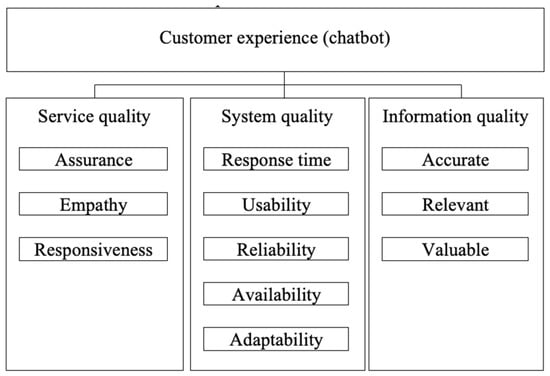 Customer experience (chatbot)
Service quality
Assurance
Empathy
Responsiveness
System quality
Response time
Usability
Reliability
Availability
Adaptability
Information quality
Accurate
Relevant
Valuable